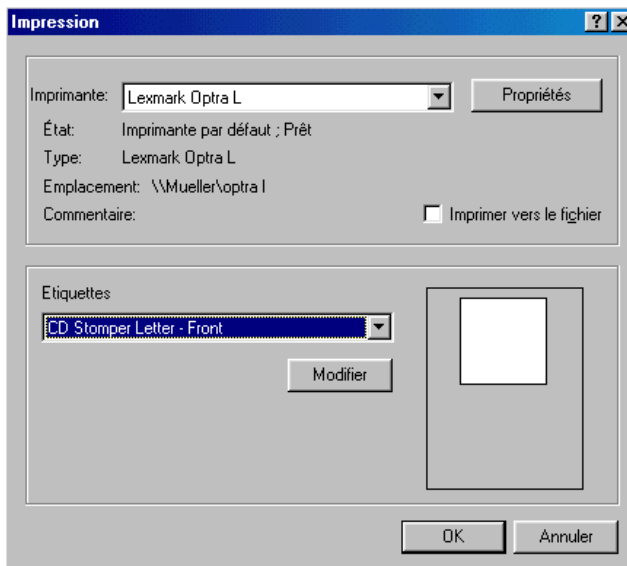 Impression
Imprimante: Lexmark Optra L Propriétés
État: Imprimante par défaut ; Prêt
Type: Lexmark Optra L
Emplacement: \\Mueller\optra l
Commentaire: Imprimer vers le fichier
Etiquettes
CD Stomper Letter - Front
Modifier
OK Annuler